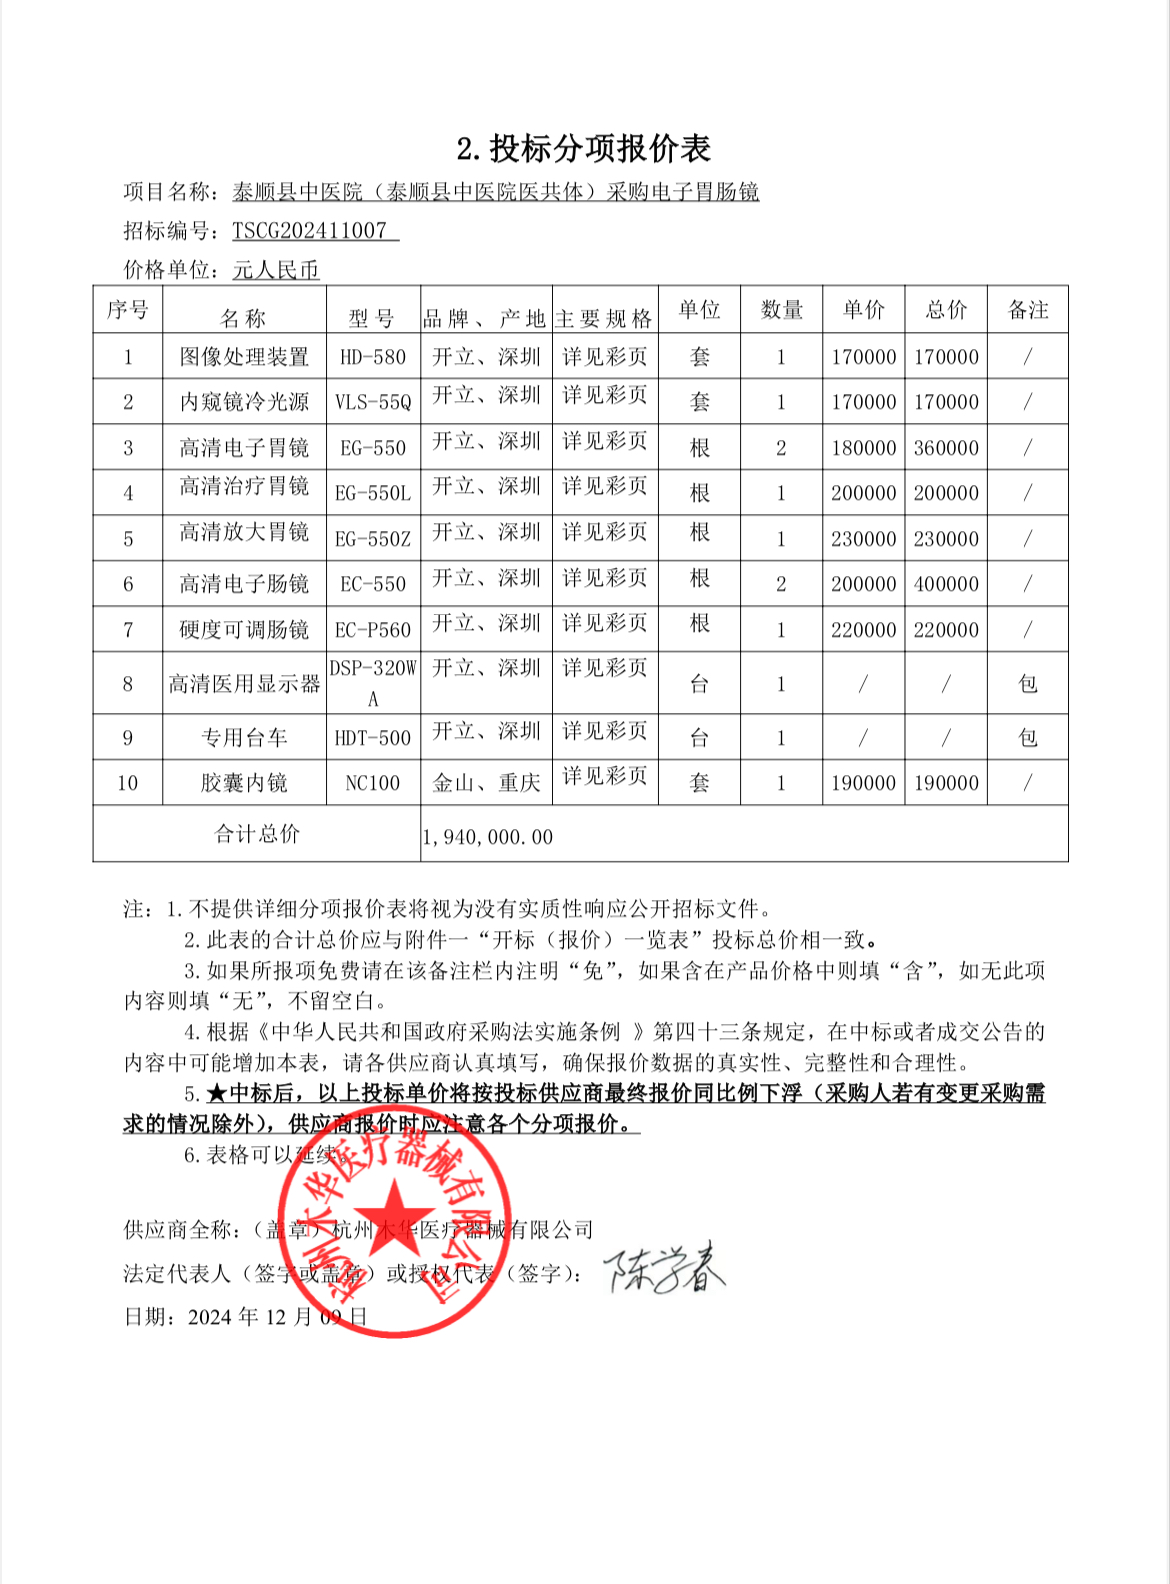 2.投标分项报价表
项目名称：泰顺县中医院（泰顺县中医院医共体）采购电子胃肠镜
招标编号：TSCG202411007
价格单位：元人民币
序号 名称 型号 品牌、产地 主要规格 单位 数量 单价 总价 备注
1 图像处理装置 HD-580 开立、深圳 详见彩页 套 1 170000 170000 /
2 内窥镜冷光源 VLS-55Q 开立、深圳 详见彩页 套 1 170000 170000 /
3 高清电子胃镜 EG-550 开立、深圳 详见彩页 根 2 180000 360000 /
4 高清治疗胃镜 EG-550L 开立、深圳 详见彩页 根 1 200000 200000 /
5 高清放大胃镜 EG-550Z 开立、深圳 详见彩页 根 1 230000 230000 /
6 高清电子肠镜 EC-550 开立、深圳 详见彩页 根 2 200000 400000 /
7 硬度可调肠镜 EC-P560 开立、深圳 详见彩页 根 1 220000 220000 /
8 高清医用显示器 DSP-320WA 开立、深圳 详见彩页 台 1 / / 包
9 专用台车 HDT-500 开立、深圳 详见彩页 台 1 / / 包
10 胶囊内镜 NC100 金山、重庆 详见彩页 套 1 190000 190000 /
合计总价 1,940,000.00
注：1.不提供详细分项报价表将视为没有实质性响应公开招标文件。
2.此表的合计总价应与附件一“开标（报价）一览表”投标总价相一致。
3.如果所报项免费请在该备注栏内注明“免”，如果含在产品价格中则填“含”，如无此项
内容则填“无”，不留空白。
4.根据《中华人民共和国政府采购法实施条例 》第四十三条规定，在中标或者成交公告的
内容中可能增加本表，请各供应商认真填写，确保报价数据的真实性、完整性和合理性。
5.★中标后，以上投标单价将按投标供应商最终报价同比例下浮（采购人若有变更采购需
求的情况除外），供应商报价时应注意各个分项报价。
6.表格可以延续。
供应商全称：（盖章）杭州木华医疗器械有限公司
法定代表人（签字或盖章）或授权代表（签字）： 陈学春
日期：2024 年 12 月 09 日
杭州木华医疗器械有限公司